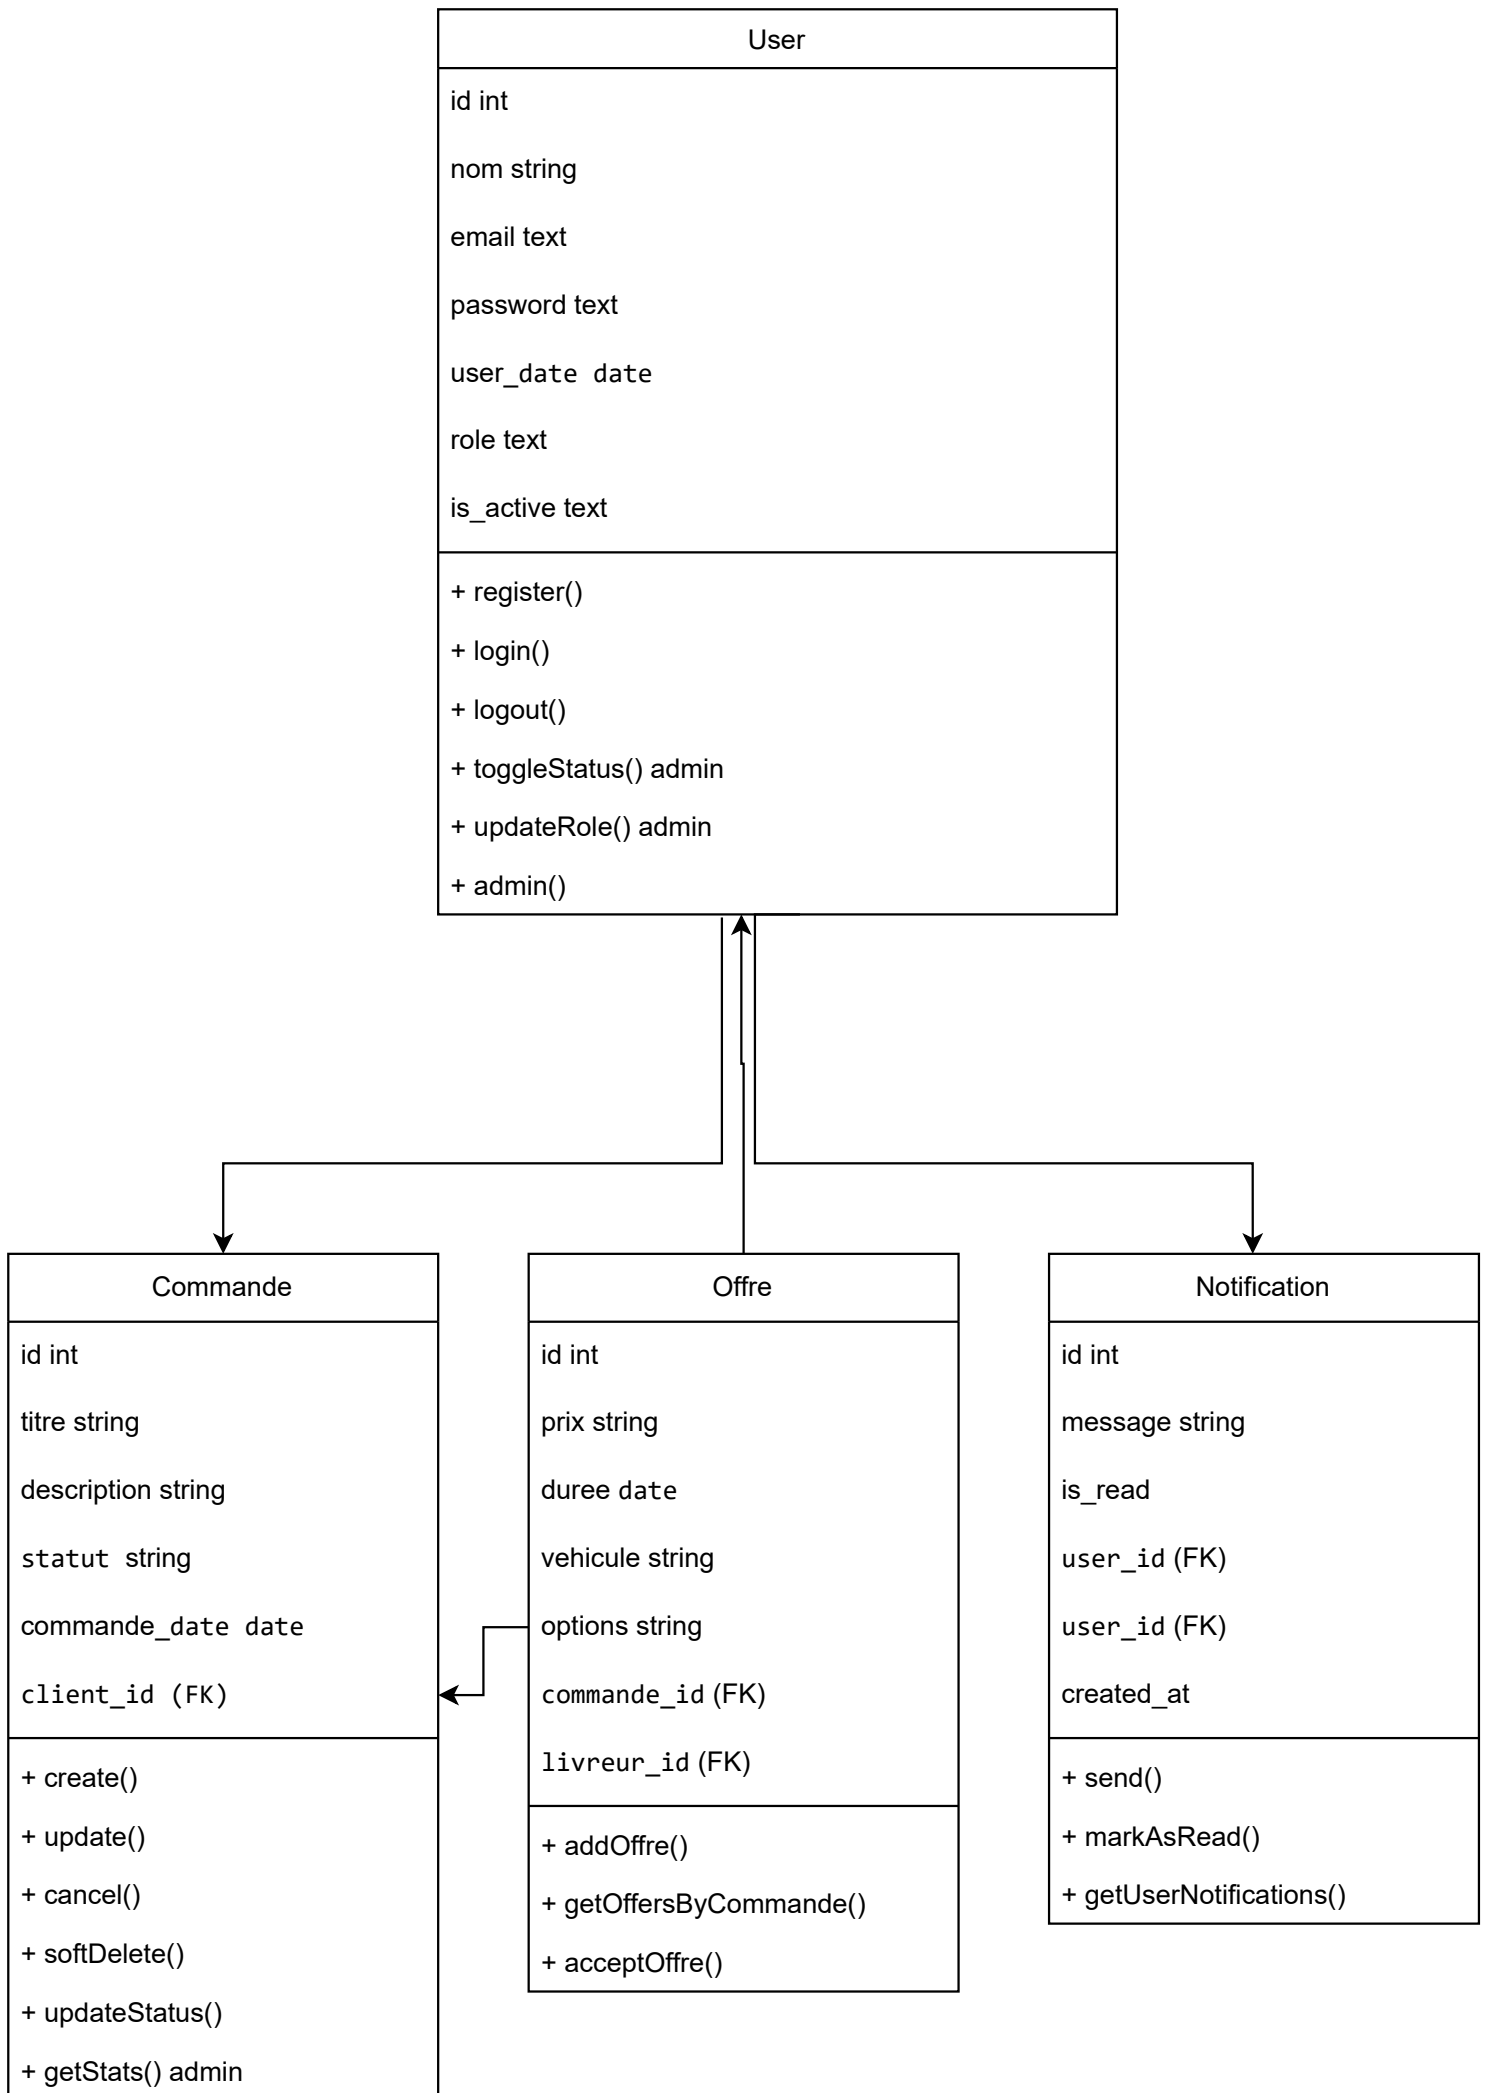 User
id int
nom string
email text
password text
user_date date
role text
is_active text
+ register()
+ login()
+ logout()
+ toggleStatus() admin
+ updateRole() admin
+ admin()
Commande
id int
titre string
description string
statut string
commande_date date
client_id (FK)
+ create()
+ update()
+ cancel()
+ softDelete()
+ updateStatus()
+ getStats() admin
Offre
id int
prix string
duree date
vehicule string
options string
commande_id (FK)
livreur_id (FK)
+ addOffre()
+ getOffersByCommande()
+ acceptOffre()
Notification
id int
message string
is_read
user_id (FK)
user_id (FK)
created_at
+ send()
+ markAsRead()
+ getUserNotifications()